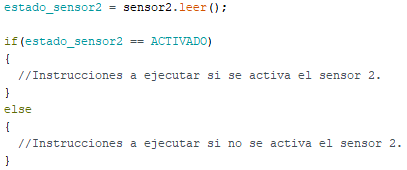 estado_sensor2 = sensor2.leer();
if(estado_sensor2 == ACTIVADO)
{
//Instrucciones a ejecutar si se activa el sensor 2.
}
else
{
//Instrucciones a ejecutar si no se activa el sensor 2.
}